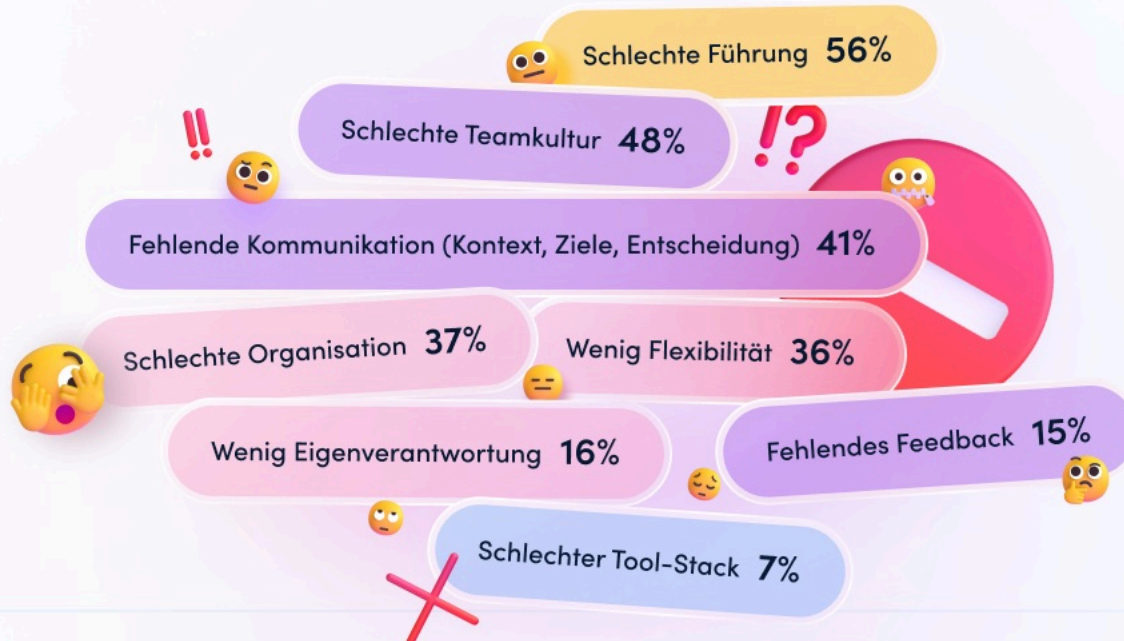 Schlechte Führung 56%
Schlechte Teamkultur 48%
!!
!?
Fehlende Kommunikation (Kontext, Ziele, Entscheidung) 41%
Schlechte Organisation 37%
Wenig Flexibilität 36%
Wenig Eigenverantwortung 16%
Fehlendes Feedback 15%
Schlechter Tool-Stack 7%